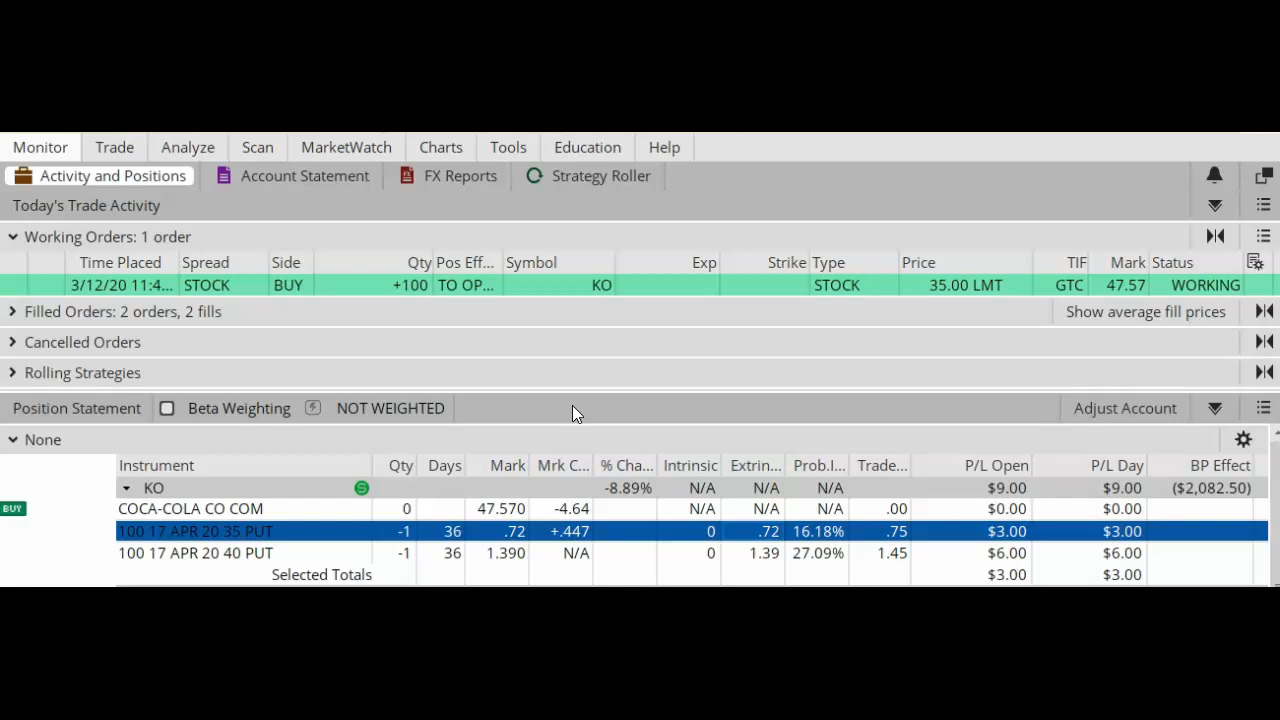 Monitor Trade Analyze Scan MarketWatch Charts Tools Education Help
Activity and Positions Account Statement FX Reports Strategy Roller
Today's Trade Activity
Working Orders: 1 order
Time Placed Spread Side Qty Pos Eff... Symbol Exp Strike Type Price TIF Mark Status
3/12/20 11:4... STOCK BUY +100 TO OP... KO STOCK 35.00 LMT GTC 47.57 WORKING
Filled Orders: 2 orders, 2 fills Show average fill prices
Cancelled Orders
Rolling Strategies
Position Statement Beta Weighting NOT WEIGHTED Adjust Account
None
Instrument Qty Days Mark Mrk C... % Cha... Intrinsic Extrin... Prob.I... Trade... P/L Open P/L Day BP Effect
KO S -8.89% N/A N/A N/A $9.00 $9.00 ($2,082.50)
BUY COCA-COLA CO COM 0 47.570 -4.64 N/A N/A N/A .00 $0.00 $0.00
100 17 APR 20 35 PUT -1 36 .72 +.447 0 .72 16.18% .75 $3.00 $3.00
100 17 APR 20 40 PUT -1 36 1.390 N/A 0 1.39 27.09% 1.45 $6.00 $6.00
Selected Totals $3.00 $3.00